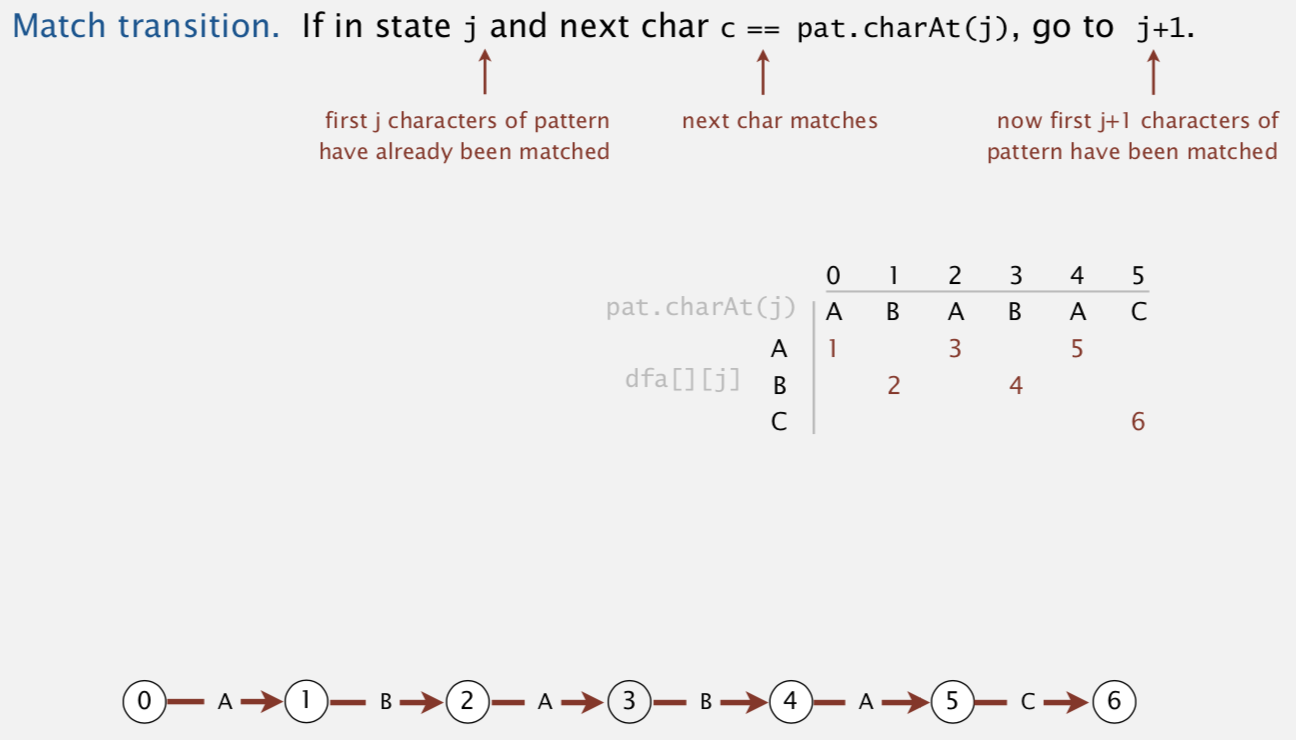 Match transition. If in state j and next char c == pat.charAt(j), go to j+1.
first j characters of pattern
have already been matched
next char matches
now first j+1 characters of
pattern have been matched
0 1 2 3 4 5
pat.charAt(j) A B A B A C
A 1 3 5
dfa[][j] B 2 4
C 6
0 A 1 B 2 A 3 B 4 A 5 C 6